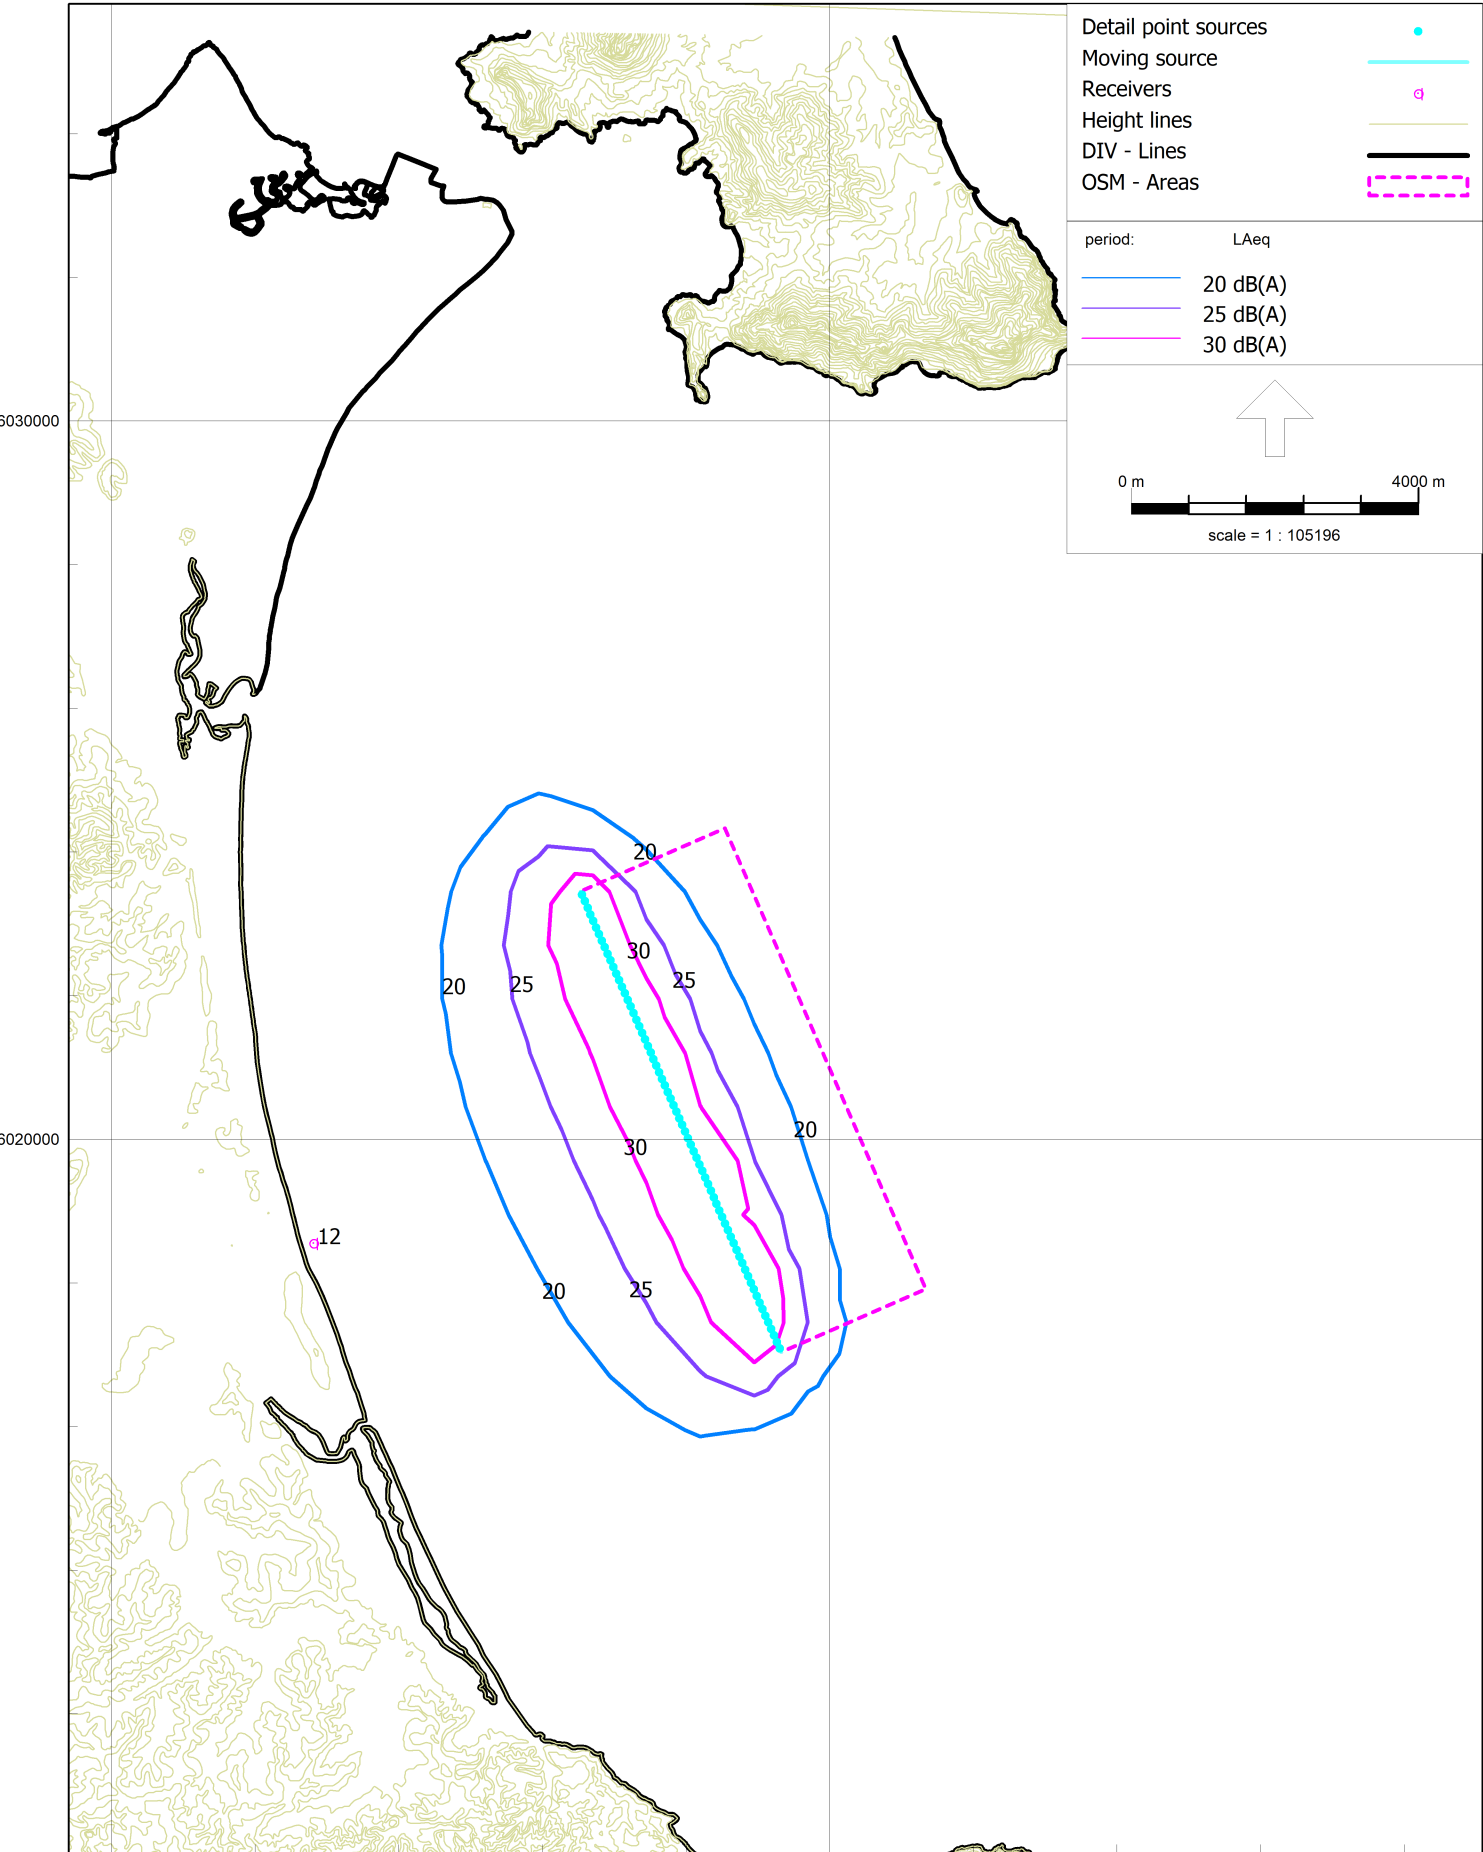 Detail point sources
Moving source
Receivers
Height lines
DIV - Lines
OSM - Areas
period: LAeq
20 dB(A)
25 dB(A)
30 dB(A)
6030000
0 m 4000 m
scale = 1 : 105196
20
30
25
20
25
20
6020000
30
12
20
25